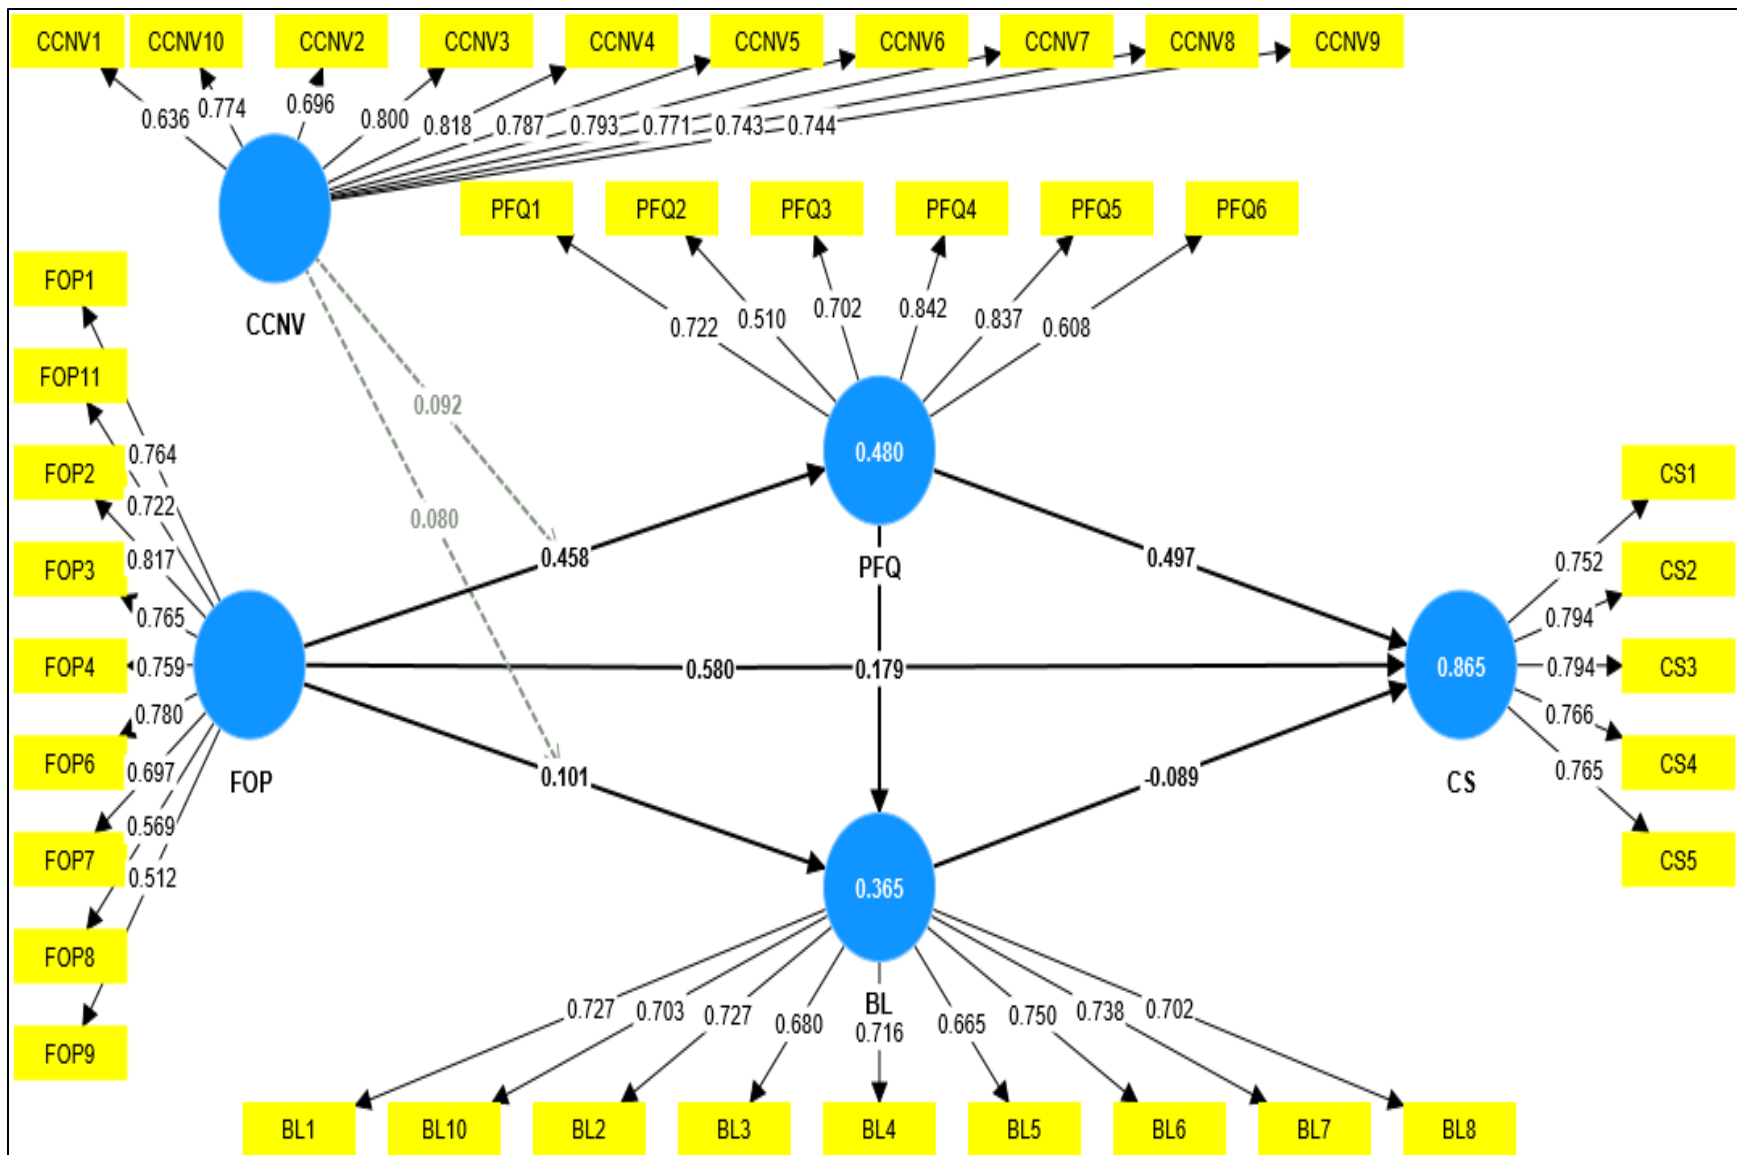 CCNV1 CCNV10 CCNV2 CCNV3 CCNV4 CCNV5 CCNV6 CCNV7 CCNV8 CCNV9
0.636 0.774 0.696 0.800 0.818 0.787 0.793 0.771 0.743 0.744
CCNV
PFQ1 PFQ2 PFQ3 PFQ4 PFQ5 PFQ6
0.722 0.510 0.702 0.842 0.837 0.608
0.480
PFQ
FOP1
FOP11
FOP2
FOP3
FOP4
FOP6
FOP7
FOP8
FOP9
0.764
0.722
0.817
0.765
0.759
0.780
0.697
0.569
0.512
FOP
0.092
0.080
0.458
0.497
0.580
0.179
0.101
-0.089
0.865
CS
0.752
0.794
0.794
0.766
0.765
CS1
CS2
CS3
CS4
CS5
0.365
BL
0.727 0.703 0.727 0.680 0.716 0.665 0.750 0.738 0.702
BL1 BL10 BL2 BL3 BL4 BL5 BL6 BL7 BL8